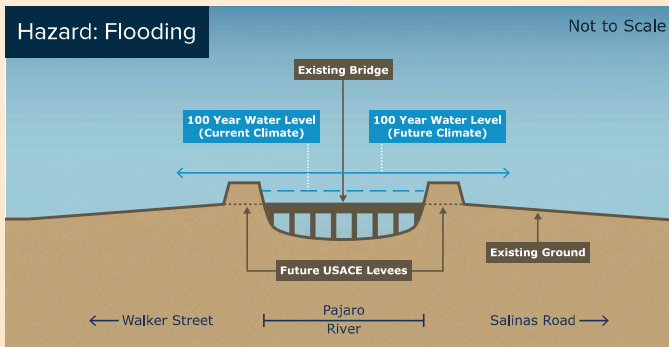 Hazard: Flooding
Not to Scale
Existing Bridge
100 Year Water Level
(Current Climate)
100 Year Water Level
(Future Climate)
Existing Ground
Future USACE Levees
Walker Street
Pajaro
River
Salinas Road